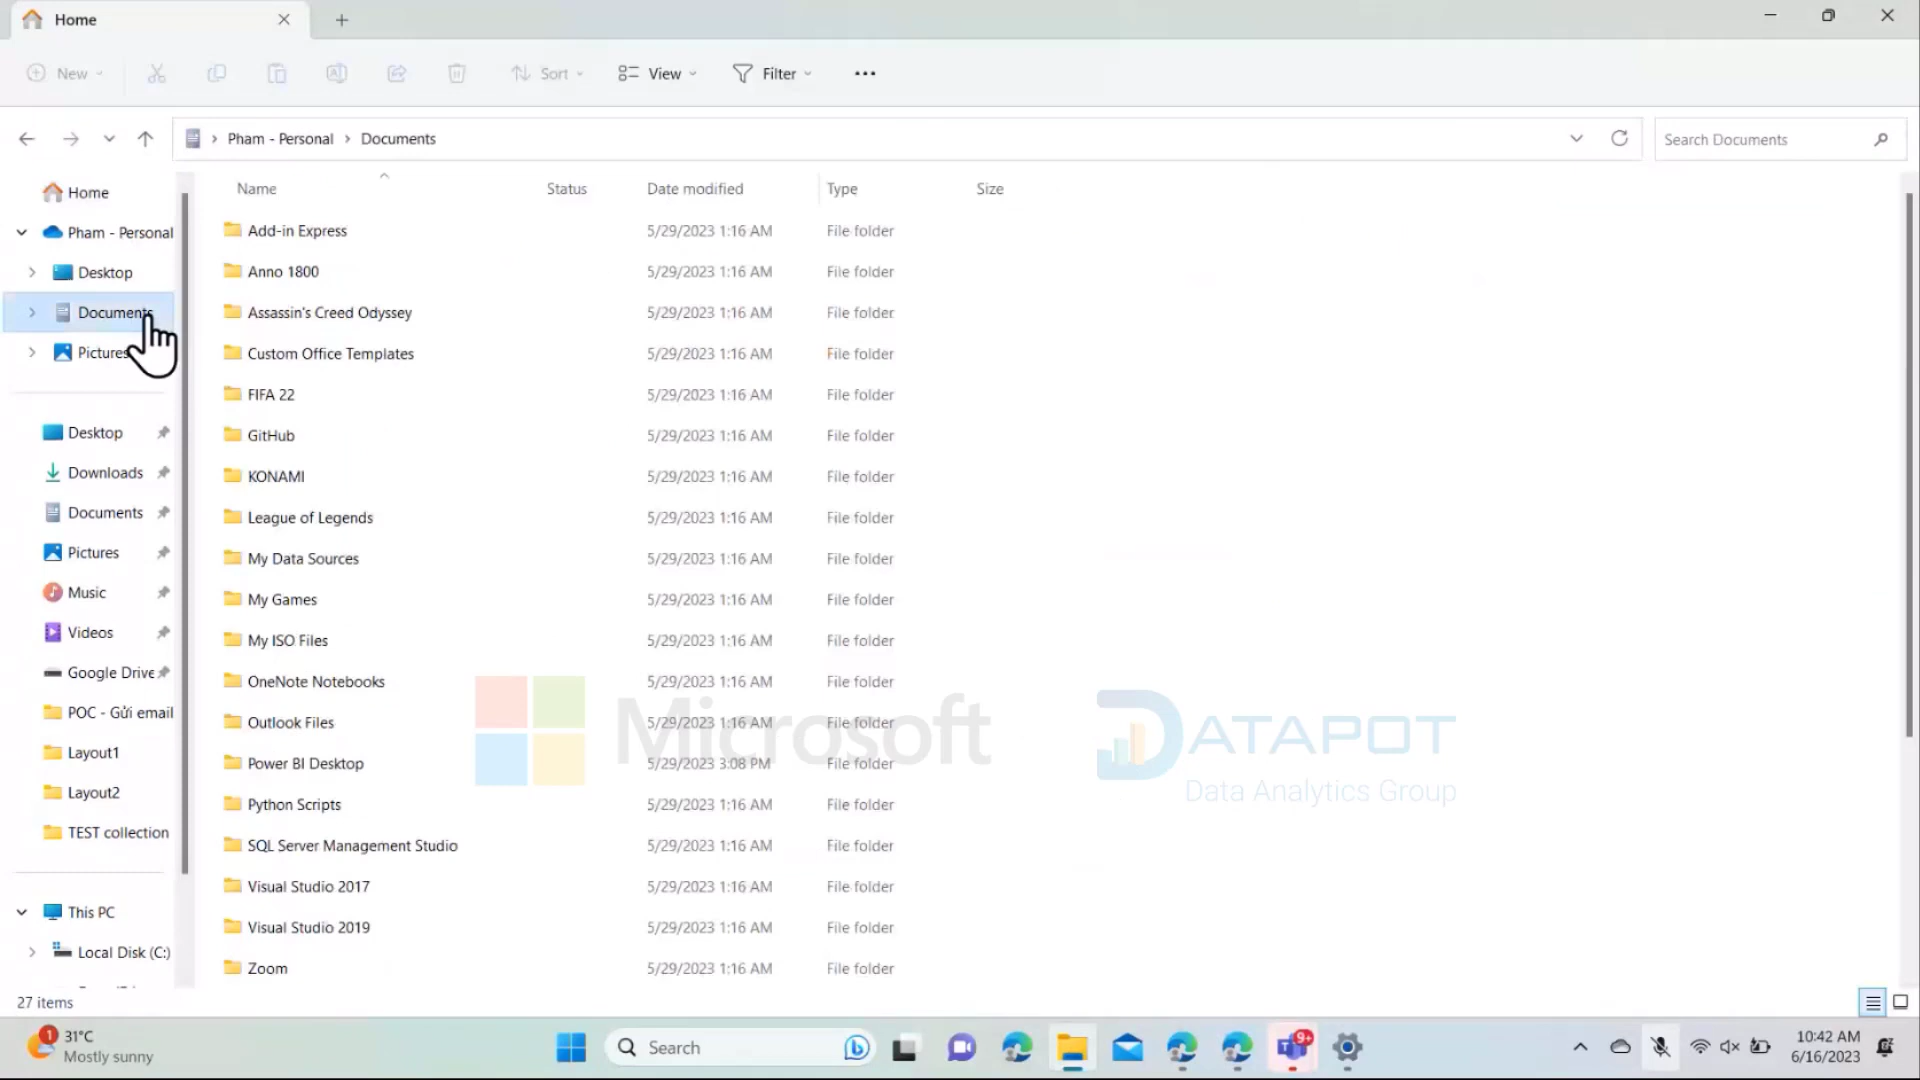 Home
New
Sort
View
Filter
Pham - Personal
Documents
Search Documents
Name
Status
Date modified
Type
Size
Home
Pham - Personal
Desktop
Documents
Pictures
Desktop
Downloads
Documents
Pictures
Music
Videos
Google Drive
POC - Gửi email
Layout1
Layout2
TEST collection
This PC
Local Disk (C:)
Add-in Express 5/29/2023 1:16 AM File folder
Anno 1800 5/29/2023 1:16 AM File folder
Assassin's Creed Odyssey 5/29/2023 1:16 AM File folder
Custom Office Templates 5/29/2023 1:16 AM File folder
FIFA 22 5/29/2023 1:16 AM File folder
GitHub 5/29/2023 1:16 AM File folder
KONAMI 5/29/2023 1:16 AM File folder
League of Legends 5/29/2023 1:16 AM File folder
My Data Sources 5/29/2023 1:16 AM File folder
My Games 5/29/2023 1:16 AM File folder
My ISO Files 5/29/2023 1:16 AM File folder
OneNote Notebooks 5/29/2023 1:16 AM File folder
Outlook Files 5/29/2023 1:16 AM File folder
Power BI Desktop 5/29/2023 3:08 PM File folder
Python Scripts 5/29/2023 1:16 AM File folder
SQL Server Management Studio 5/29/2023 1:16 AM File folder
Visual Studio 2017 5/29/2023 1:16 AM File folder
Visual Studio 2019 5/29/2023 1:16 AM File folder
Zoom 5/29/2023 1:16 AM File folder
Microsoft
DATAPOT
Data Analytics Group
27 items
1
31°C
Mostly sunny
Search
9+
10:42 AM
6/16/2023